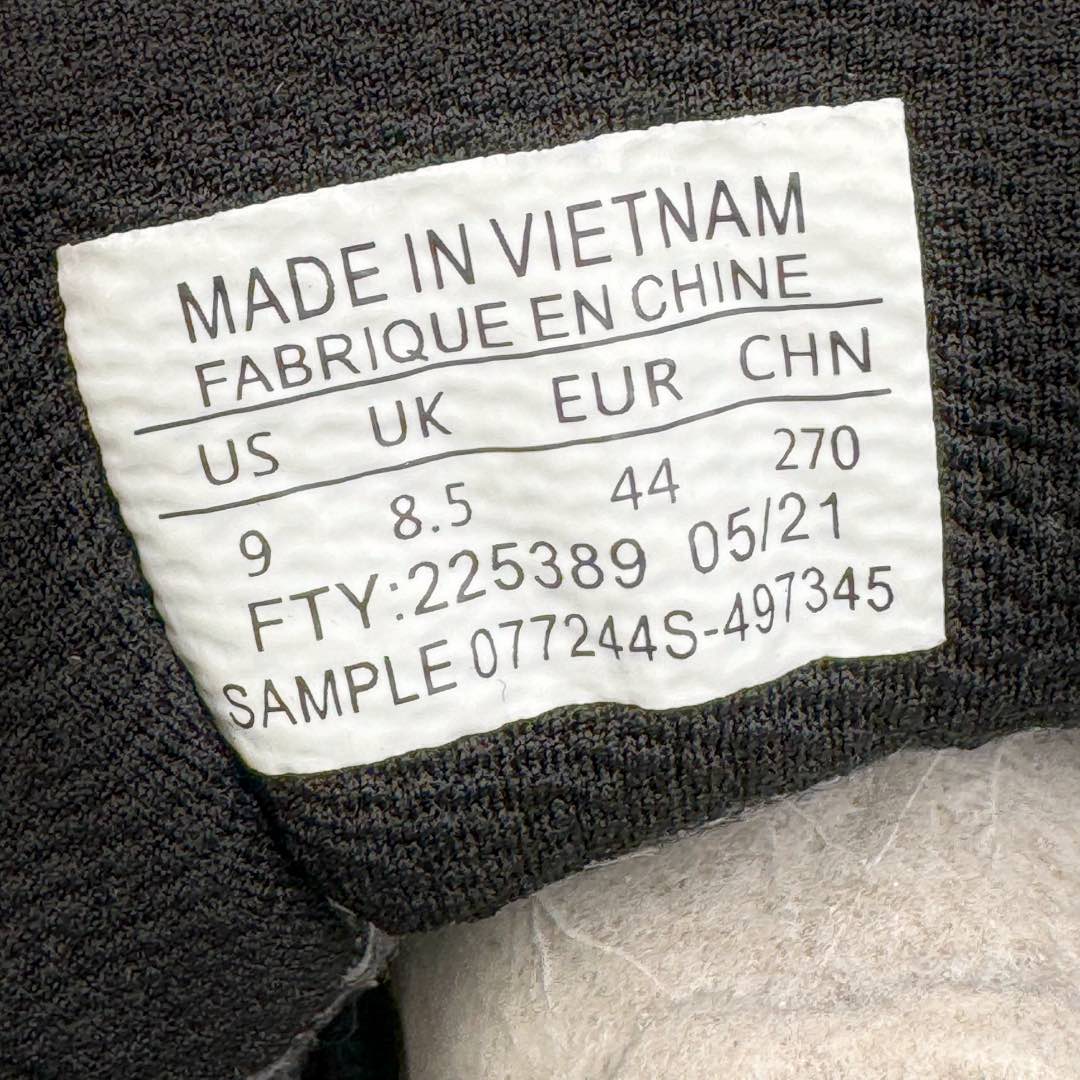 MADE IN VIETNAM
FABRIQUE EN CHINE
US UK EUR CHN
9 8.5 44 270
FTY:225389 05/21
SAMPLE 077244S-497345